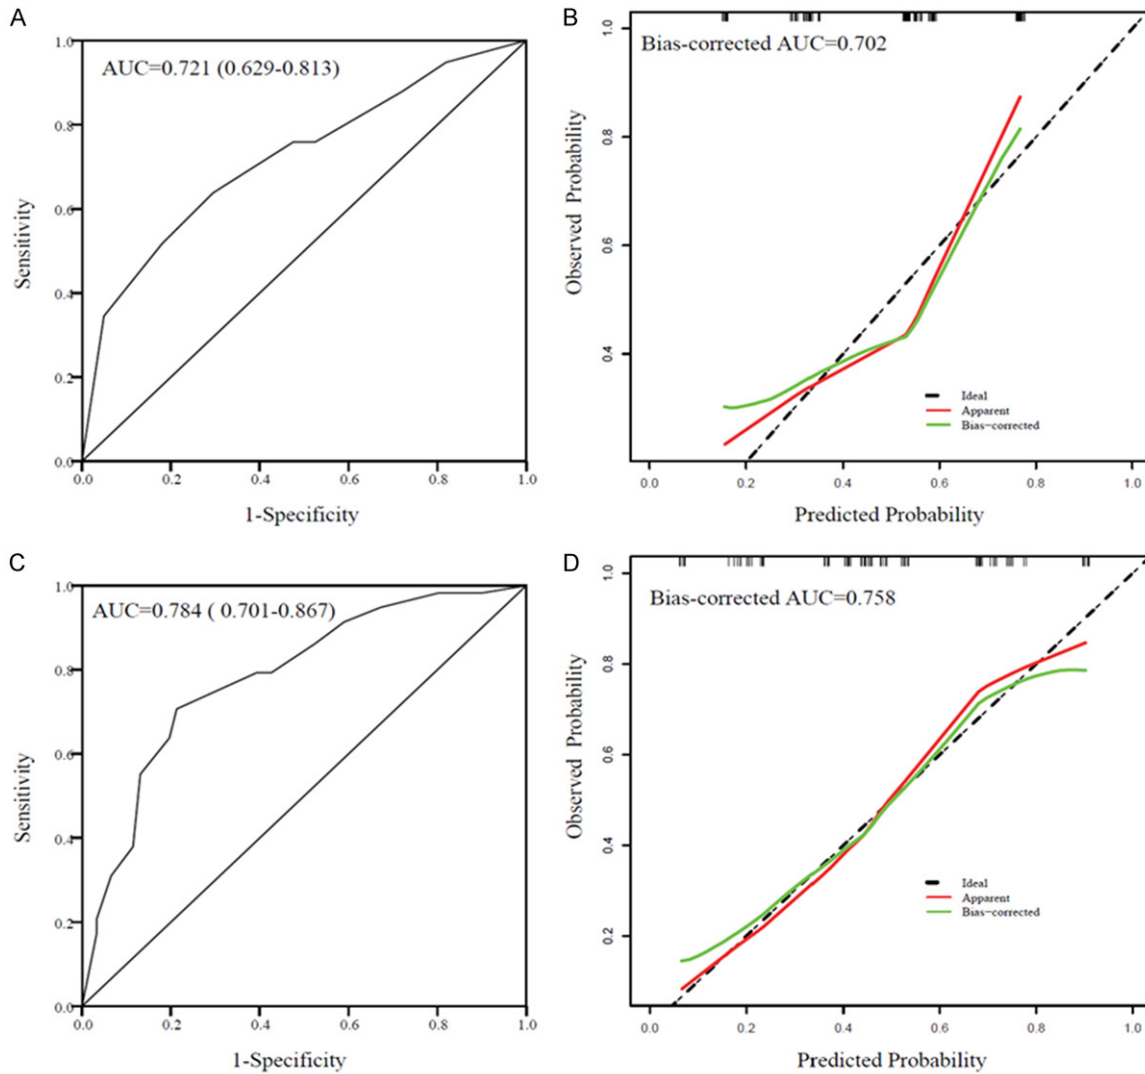 A
AUC=0.721 (0.629-0.813)
Sensitivity
1.0
0.8
0.6
0.4
0.2
0.0
0.0 0.2 0.4 0.6 0.8 1.0
1-Specificity
B
Bias-corrected AUC=0.702
Observed Probability
1.0
0.8
0.6
0.4
Ideal
Apparent
Bias-corrected
0.0 0.2 0.4 0.6 0.8 1.0
Predicted Probability
C
AUC=0.784 ( 0.701-0.867)
Sensitivity
1.0
0.8
0.6
0.4
0.2
0.0
0.0 0.2 0.4 0.6 0.8 1.0
1-Specificity
D
Bias-corrected AUC=0.758
Observed Probability
1.0
0.8
0.6
0.4
0.2
Ideal
Apparent
Bias-corrected
0.0 0.2 0.4 0.6 0.8 1.0
Predicted Probability